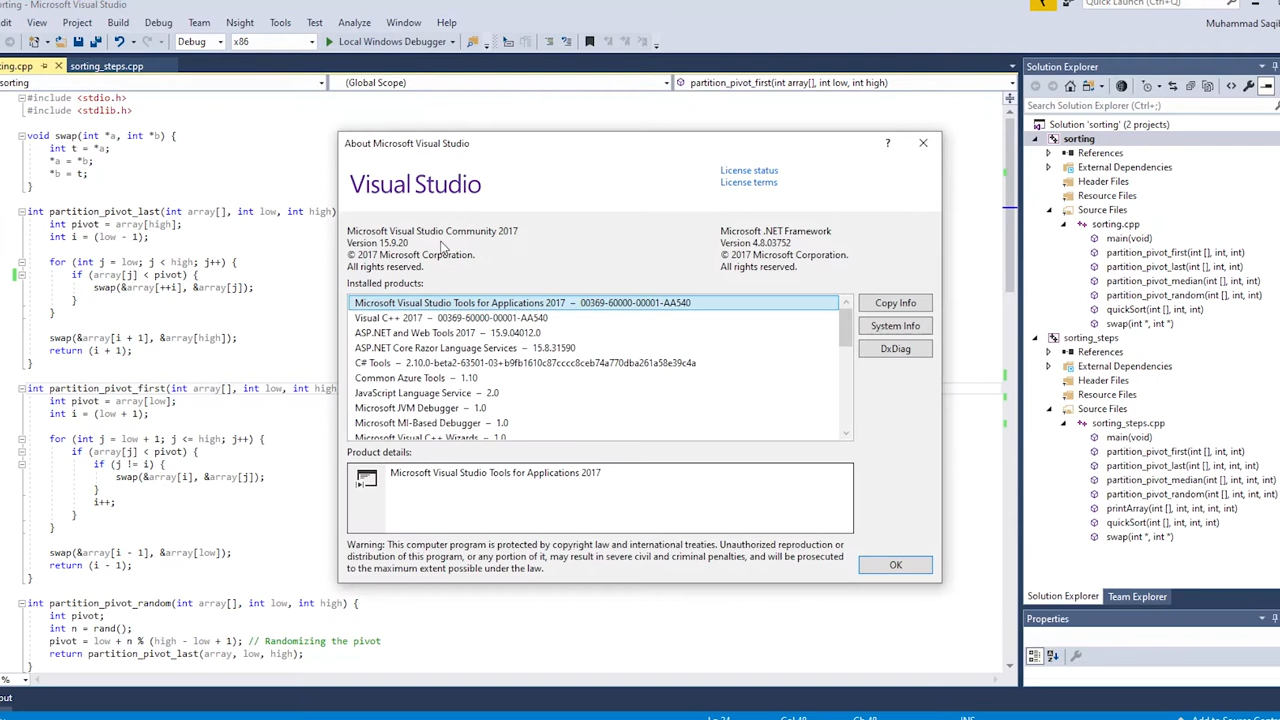 orting - Microsoft Visual Studio
Quick Launch (Ctrl+Q)
dit View Project Build Debug Team Nsight Tools Test Analyze Window Help
Muhammad Saqi
Debug x86 Local Windows Debugger
ting.cpp sorting_steps.cpp
sorting (Global Scope) partition_pivot_first(int array[], int low, int high)
#include <stdio.h>
#include <stdlib.h>
void swap(int *a, int *b) {
int t = *a;
*a = *b;
*b = t;
}
int partition_pivot_last(int array[], int low, int high)
int pivot = array[high];
int i = (low - 1);
for (int j = low; j < high; j++) {
if (array[j] < pivot) {
swap(&array[++i], &array[j]);
}
}
swap(&array[i + 1], &array[high]);
return (i + 1);
}
int partition_pivot_first(int array[], int low, int high
int pivot = array[low];
int i = (low + 1);
for (int j = low + 1; j <= high; j++) {
if (array[j] < pivot) {
if (j != i) {
swap(&array[i], &array[j]);
}
i++;
}
}
swap(&array[i - 1], &array[low]);
return (i - 1);
}
int partition_pivot_random(int array[], int low, int high) {
int pivot;
int n = rand();
pivot = low + n % (high - low + 1); // Randomizing the pivot
return partition_pivot_last(array, low, high);
}
%
About Microsoft Visual Studio ?
Visual Studio
License status
License terms
Microsoft Visual Studio Community 2017
Version 15.9.20
© 2017 Microsoft Corporation.
All rights reserved.
Microsoft .NET Framework
Version 4.8.03752
© 2017 Microsoft Corporation.
All rights reserved.
Installed products:
Microsoft Visual Studio Tools for Applications 2017 – 00369-60000-00001-AA540
Visual C++ 2017 – 00369-60000-00001-AA540
ASP.NET and Web Tools 2017 – 15.9.04012.0
ASP.NET Core Razor Language Services – 15.8.31590
C# Tools – 2.10.0-beta2-63501-03+b9fb1610c87cccc8ceb74a770dba261a58e39c4a
Common Azure Tools – 1.10
JavaScript Language Service – 2.0
Microsoft JVM Debugger – 1.0
Microsoft MI-Based Debugger – 1.0
Microsoft Visual C++ Wizards – 1.0
Copy Info
System Info
DxDiag
Product details:
Microsoft Visual Studio Tools for Applications 2017
Warning: This computer program is protected by copyright law and international treaties. Unauthorized reproduction or
distribution of this program, or any portion of it, may result in severe civil and criminal penalties, and will be prosecuted
to the maximum extent possible under the law.
OK
Solution Explorer
Search Solution Explorer (Ctrl+;)
Solution 'sorting' (2 projects)
sorting
References
External Dependencies
Header Files
Resource Files
Source Files
sorting.cpp
main(void)
partition_pivot_first(int [], int, int)
partition_pivot_last(int [], int, int)
partition_pivot_median(int [], int, int)
partition_pivot_random(int [], int, int)
quickSort(int [], int, int)
swap(int *, int *)
sorting_steps
References
External Dependencies
Header Files
Resource Files
Source Files
sorting_steps.cpp
main(void)
partition_pivot_first(int [], int, int)
partition_pivot_last(int [], int, int)
partition_pivot_median(int [], int, int)
partition_pivot_random(int [], int, int)
printArray(int [], int, int)
quickSort(int [], int, int)
swap(int *, int *)
Solution Explorer Team Explorer
Properties
put